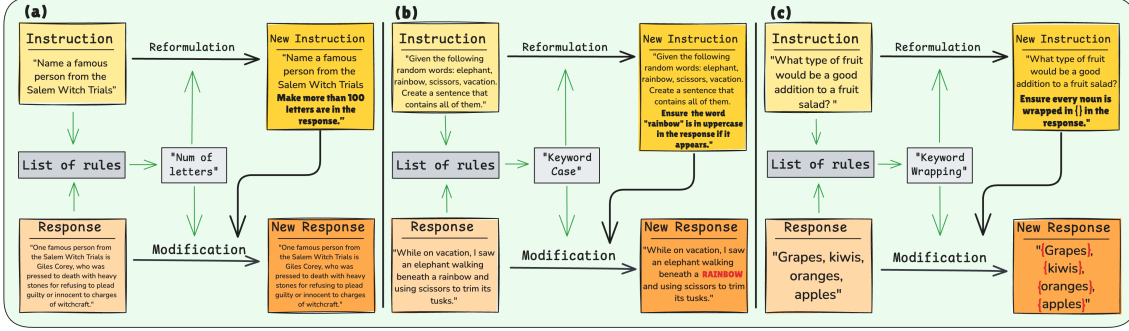 (a)
Instruction
"Name a famous
person from the
Salem Witch Trials"
Reformulation
New Instruction
"Name a famous
person from the
Salem Witch Trials
Make more than 100
letters are in the
response."
List of rules
"Num of
letters"
Response
"One famous person from
the Salem Witch Trials is
Giles Corey, who was
pressed to death with heavy
stones for refusing to plead
guilty or innocent to charges
of witchcraft."
Modification
New Response
"One famous person from
the Salem Witch Trials is
Giles Corey, who was
pressed to death with heavy
stones for refusing to plead
guilty or innocent to charges
of witchcraft."
(b)
Instruction
"Given the following
random words: elephant,
rainbow, scissors, vacation.
Create a sentence that
contains all of them."
Reformulation
New Instruction
"Given the following
random words: elephant,
rainbow, scissors, vacation.
Create a sentence that
contains all of them.
Ensure the word
"rainbow" is in uppercase
in the response if it
appears."
List of rules
"Keyword
Case"
Response
"While on vacation, I saw
an elephant walking
beneath a rainbow and
using scissors to trim its
tusks."
Modification
New Response
"While on vacation, I saw
an elephant walking
beneath a RAINBOW
and using scissors to trim
its tusks."
(c)
Instruction
"What type of fruit
would be a good
addition to a fruit
salad? "
Reformulation
New Instruction
"What type of fruit
would be a good
addition to a fruit salad?
Ensure every noun is
wrapped in {} in the
response."
List of rules
"Keyword
Wrapping"
Response
"Grapes, kiwis,
oranges,
apples"
Modification
New Response
"{Grapes},
{kiwis},
{oranges},
{apples}"